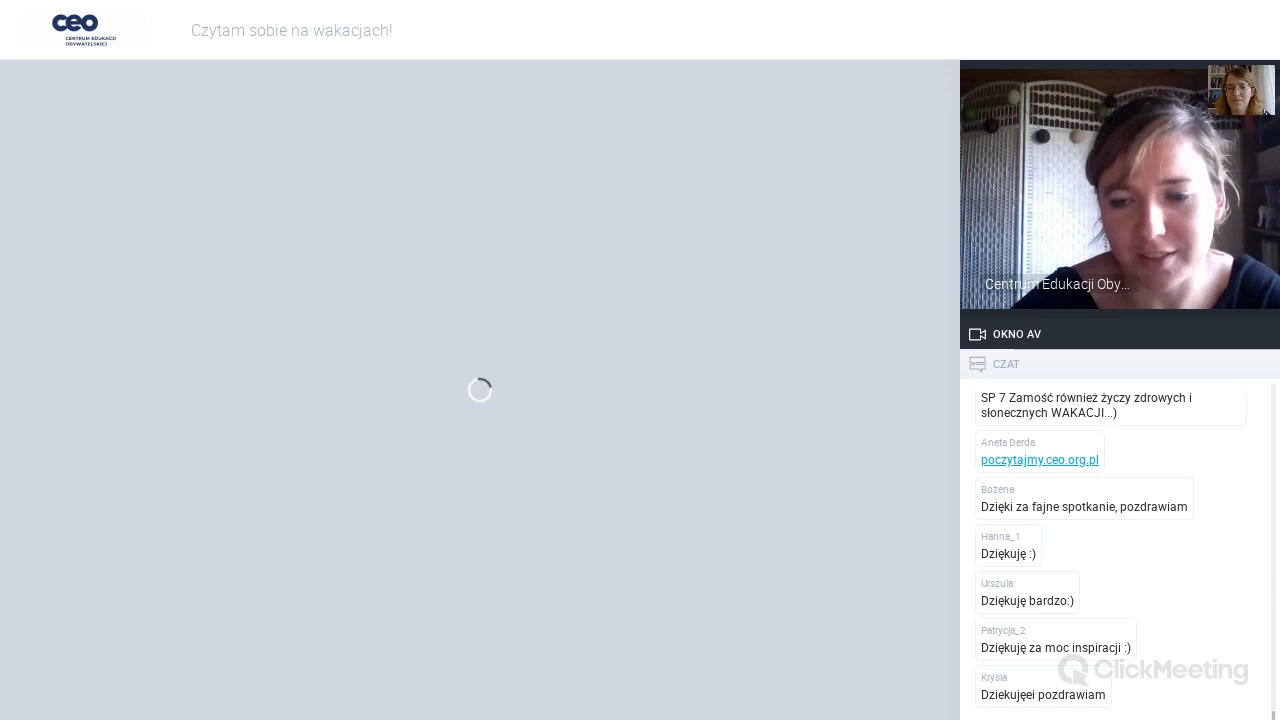 ceo
CENTRUM EDUKACJI
OBYWATELSKIEJ
Czytam sobie na wakacjach!
Centrum Edukacji Oby...
OKNO AV
CZAT
SP 7 Zamość również życzy zdrowych i
słonecznych WAKACJI...)
Aneta Derda
poczytajmy.ceo.org.pl
Bożena
Dzięki za fajne spotkanie, pozdrawiam
Hanna_1
Dziękuję :)
Urszula
Dziękuję bardzo:)
Patrycja_2
Dziękuję za moc inspiracji :)
ClickMeeting
Krysia
Dziekujęei pozdrawiam